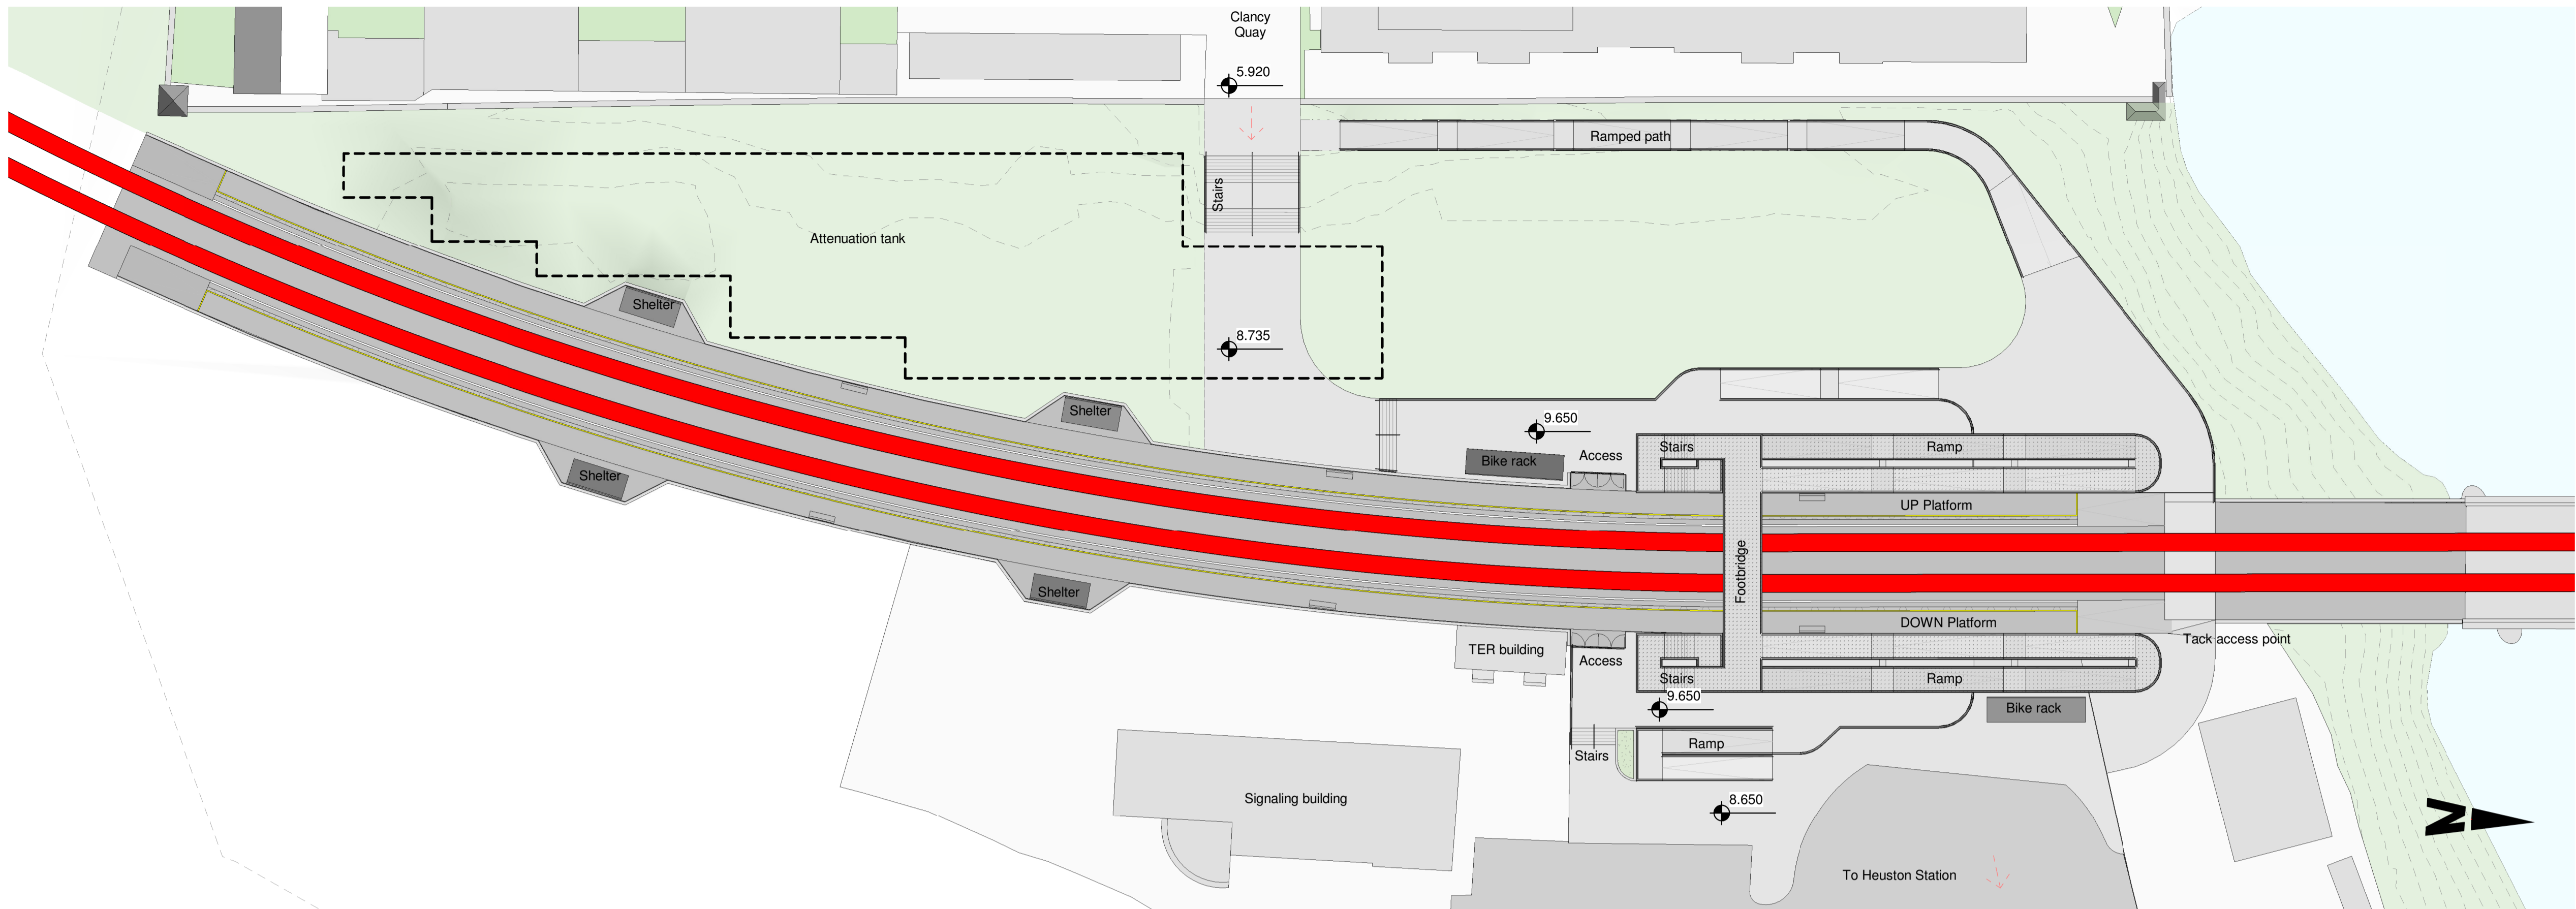 Clancy
Quay
5.920
Ramped path
Stairs
Attenuation tank
Shelter
8.735
Shelter
9.650
Stairs
Ramp
Access
Bike rack
Shelter
UP Platform
Footbridge
Shelter
DOWN Platform
Tack access point
TER building
Access
Stairs
Ramp
9.650
Bike rack
Ramp
Stairs
Signaling building
8.650
N
To Heuston Station